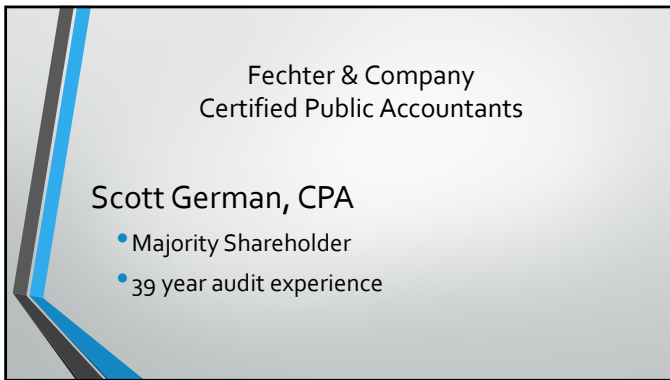 Fechter & Company
Certified Public Accountants
Scott German, CPA
• Majority Shareholder
• 39 year audit experience